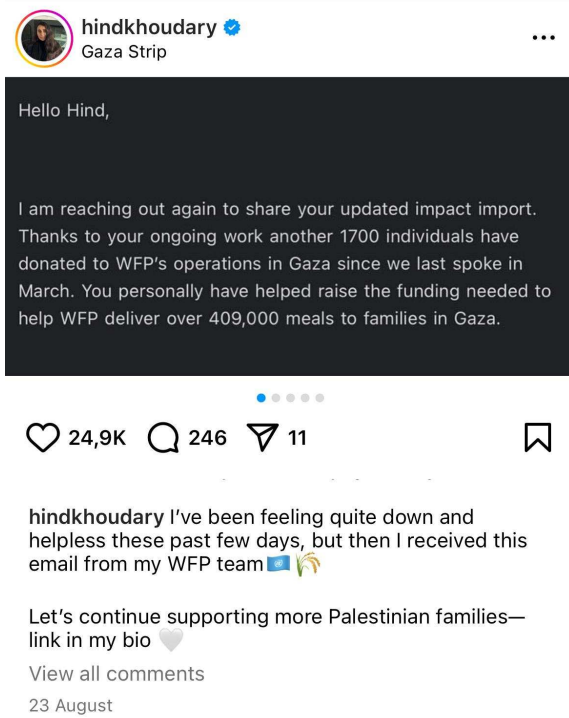 hindkhoudary
Gaza Strip
Hello Hind,
I am reaching out again to share your updated impact import.
Thanks to your ongoing work another 1700 individuals have
donated to WFP's operations in Gaza since we last spoke in
March. You personally have helped raise the funding needed to
help WFP deliver over 409,000 meals to families in Gaza.
24,9K 246 11
hindkhoudary I've been feeling quite down and
helpless these past few days, but then I received this
email from my WFP team🇺🇳🌾
Let's continue supporting more Palestinian families—
link in my bio 🤍
View all comments
23 August